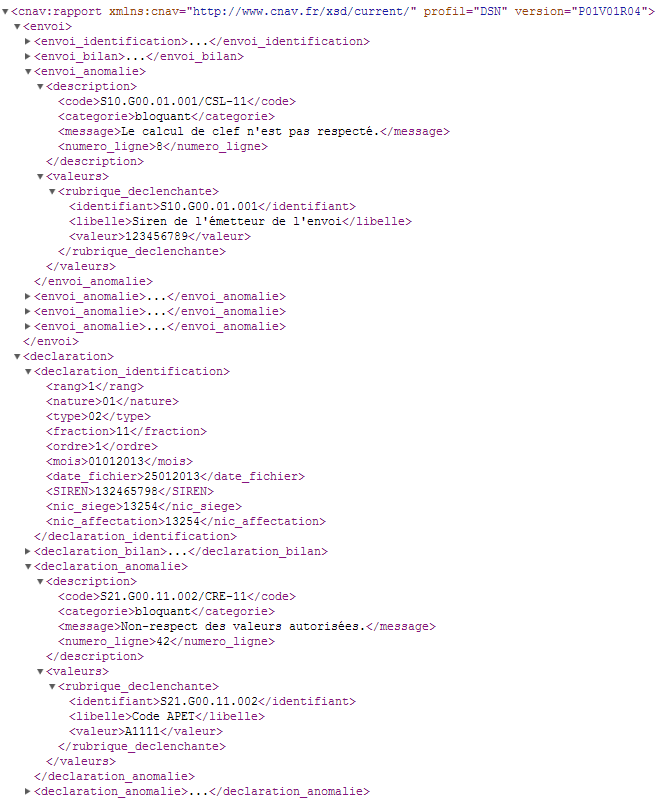 <cnav:rapport xmlns:cnav="http://www.cnav.fr/xsd/current/" profil="DSN" version="P01V01R04">
<envoi>
<envoi_identification>...</envoi_identification>
<envoi_bilan>...</envoi_bilan>
<envoi_anomalie>
<description>
<code>S10.G00.01.001/CSL-11</code>
<categorie>bloquant</categorie>
<message>Le calcul de clef n'est pas respecté.</message>
<numero_ligne>8</numero_ligne>
</description>
<valeurs>
<rubrique_declenchante>
<identifiant>S10.G00.01.001</identifiant>
<libelle>Siren de l'émetteur de l'envoi</libelle>
<valeur>123456789</valeur>
</rubrique_declenchante>
</valeurs>
</envoi_anomalie>
<envoi_anomalie>...</envoi_anomalie>
<envoi_anomalie>...</envoi_anomalie>
<envoi_anomalie>...</envoi_anomalie>
</envoi>
<declaration>
<declaration_identification>
<rang>1</rang>
<nature>01</nature>
<type>02</type>
<fraction>11</fraction>
<ordre>1</ordre>
<mois>01012013</mois>
<date_fichier>25012013</date_fichier>
<SIREN>132465798</SIREN>
<nic_siege>13254</nic_siege>
<nic_affectation>13254</nic_affectation>
</declaration_identification>
<declaration_bilan>...</declaration_bilan>
<declaration_anomalie>
<description>
<code>S21.G00.11.002/CRE-11</code>
<categorie>bloquant</categorie>
<message>Non-respect des valeurs autorisées.</message>
<numero_ligne>42</numero_ligne>
</description>
<valeurs>
<rubrique_declenchante>
<identifiant>S21.G00.11.002</identifiant>
<libelle>Code APET</libelle>
<valeur>A1111</valeur>
</rubrique_declenchante>
</valeurs>
</declaration_anomalie>
<declaration_anomalie>...</declaration_anomalie>